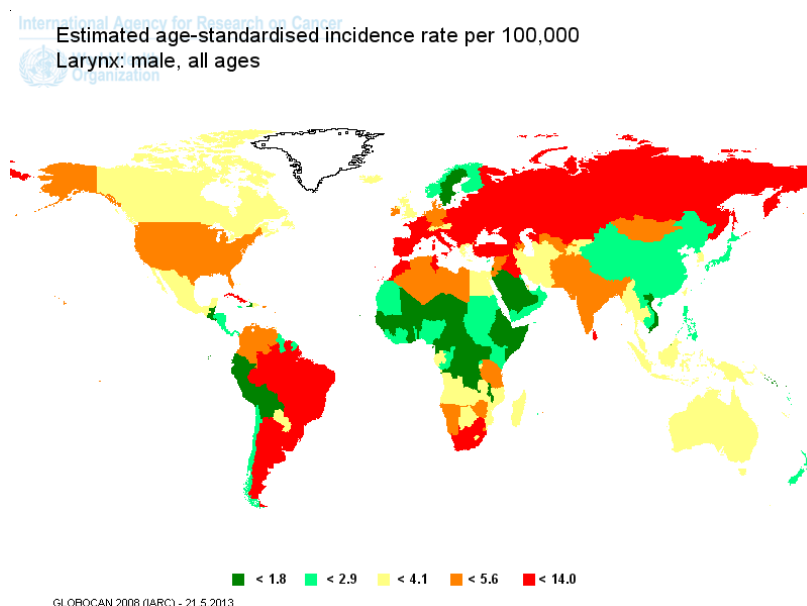 International Agency for Research on Cancer
Estimated age-standardised incidence rate per 100,000
Larynx: male, all ages
World Health
Organization
< 1.8 < 2.9 < 4.1 < 5.6 < 14.0
GLOBOCAN 2008 (IARC) - 21.5.2013